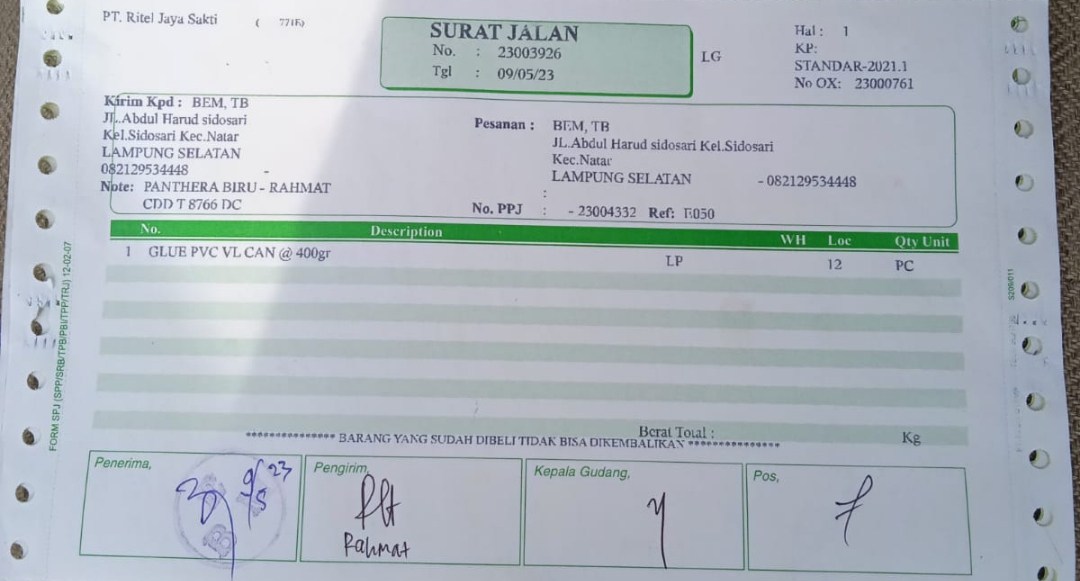 PT. Ritel Jaya Sakti
SURAT JALAN
No. : 23003926
Tgl : 09/05/23
LG
Hal : 1
KP:
STANDAR-2021.1
No OX: 23000761
Kirim Kpd : BEM, TB
JL.Abdul Harud sidosari
Kel.Sidosari Kec.Natar
LAMPUNG SELATAN
082129534448 -
Note: PANTHERA BIRU - RAHMAT
CDD T 8766 DC
Pesanan : BEM, TB
JL.Abdul Harud sidosari Kel.Sidosari
Kec.Natar
LAMPUNG SELATAN - 082129534448
:
No. PPJ : - 23004332 Ref: E050
No. Description WH Loc Qty Unit
1 GLUE PVC VL CAN @ 400gr LP 12 PC
Berat Total : Kg
*************** BARANG YANG SUDAH DIBELI TIDAK BISA DIKEMBALIKAN ***************
Penerima, Pengirim, Kepala Gudang, Pos,
9/5 23
Rahmat
FORM SPJ (SPP/SRB/TPB/PBI/TPP/TRJ) 12-02-07